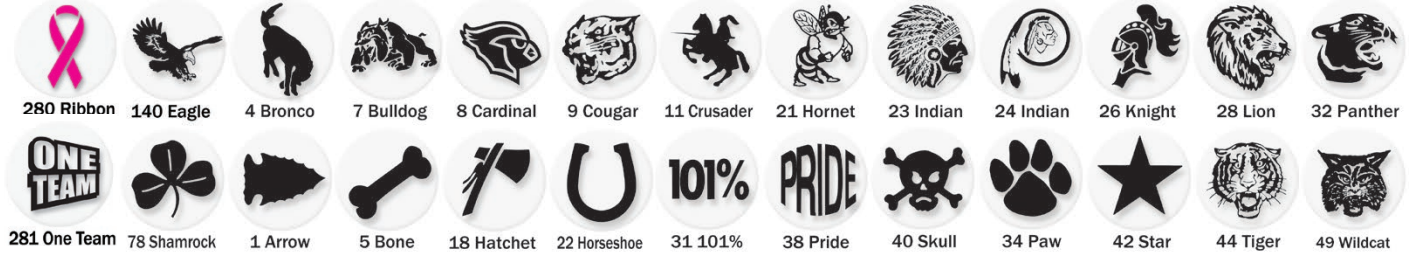 280 Ribbon 140 Eagle 4 Bronco 7 Bulldog 8 Cardinal 9 Cougar 11 Crusader 21 Hornet 23 Indian 24 Indian 26 Knight 28 Lion 32 Panther
ONE
TEAM
101%
PRIDE
281 One Team 78 Shamrock 1 Arrow 5 Bone 18 Hatchet 22 Horseshoe 31 101% 38 Pride 40 Skull 34 Paw 42 Star 44 Tiger 49 Wildcat